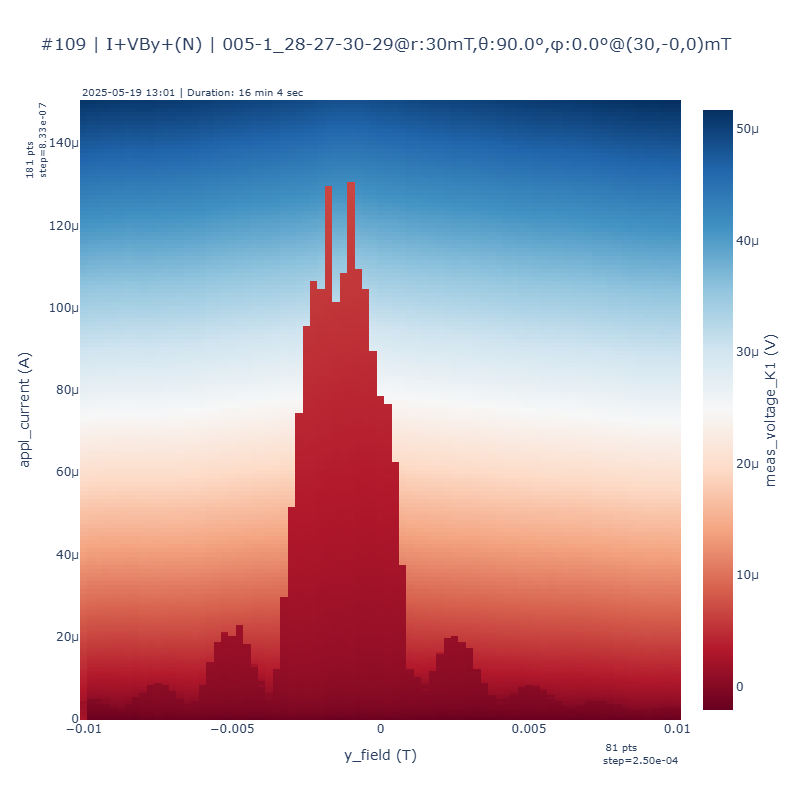 #109 | I+VBy+(N) | 005-1_28-27-30-29@r:30mT,θ:90.0°,φ:0.0°@(30,-0,0)mT
2025-05-19 13:01 | Duration: 16 min 4 sec
181 pts
step=8.33e-07
140μ
120μ
100μ
80μ
60μ
40μ
20μ
0
appl_current (A)
−0.01
−0.005
0
0.005
0.01
y_field (T)
81 pts
step=2.50e-04
50μ
40μ
30μ
20μ
10μ
0
meas_voltage_K1 (V)